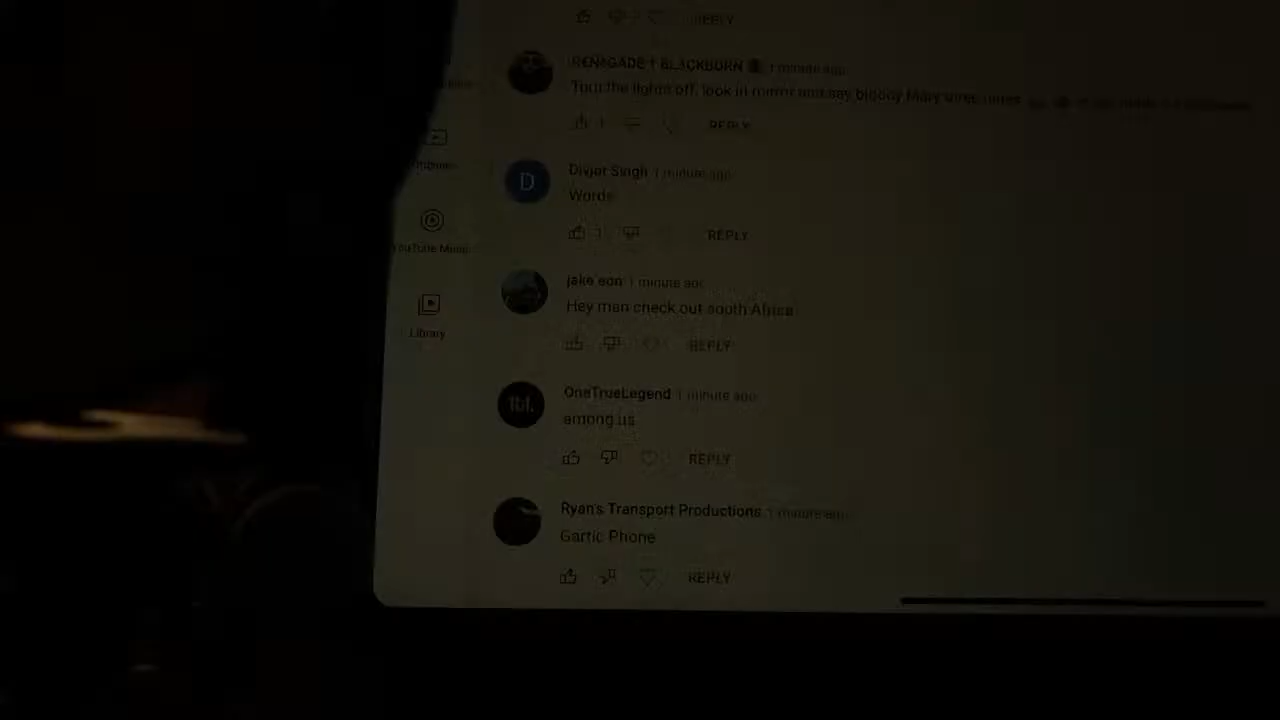 REPLY
RENEGADE T BLACKBURN 1 minute ago
Turn the lights off, look in mirror and say bloody Mary three times
1 REPLY
D
Divjot Singh 1 minute ago
Words
1 REPLY
YouTube Music
jake eon 1 minute ago
Hey man check out south Africa
Library
REPLY
OneTrueLegend 1 minute ago
among us
REPLY
Ryan's Transport Productions 1 minute ago
Gartic Phone
REPLY